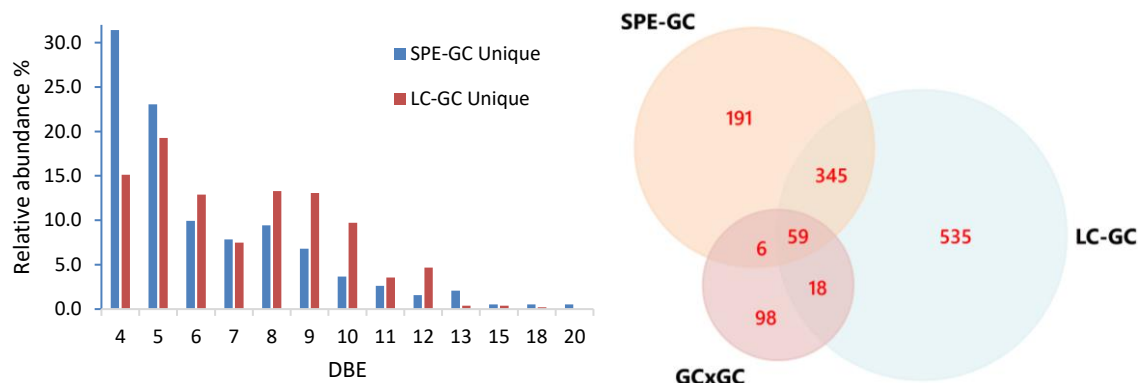 30.0
25.0
20.0
15.0
10.0
5.0
0.0
Relative abundance %
SPE-GC Unique
LC-GC Unique
4 5 6 7 8 9 10 11 12 13 15 18 20
DBE
SPE-GC
191
345
59
6
535
LC-GC
18
98
GCxGC